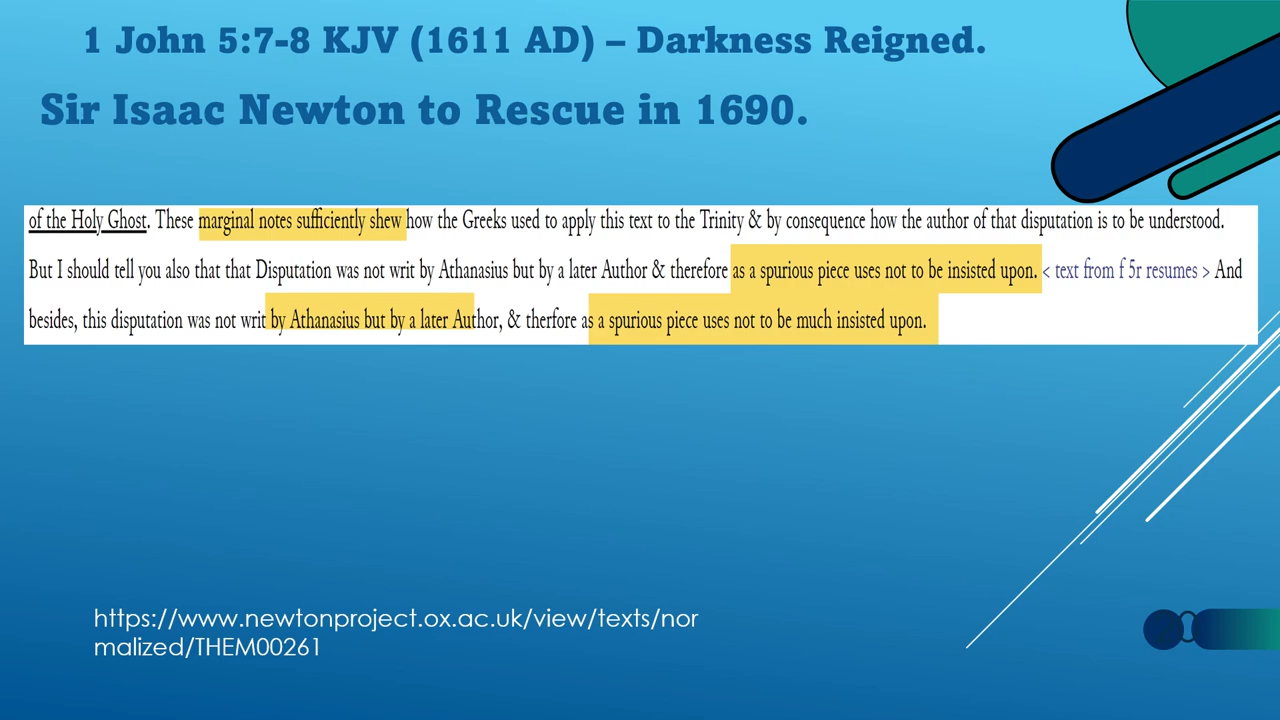 1 John 5:7-8 KJV (1611 AD) – Darkness Reigned.
Sir Isaac Newton to Rescue in 1690.
of the Holy Ghost. These marginal notes sufficiently shew how the Greeks used to apply this text to the Trinity & by consequence how the author of that disputation is to be understood.
But I should tell you also that that Disputation was not writ by Athanasius but by a later Author & therefore as a spurious piece uses not to be insisted upon. < text from f 5r resumes > And
besides, this disputation was not writ by Athanasius but by a later Author, & therfore as a spurious piece uses not to be much insisted upon.
https://www.newtonproject.ox.ac.uk/view/texts/nor
malized/THEM00261